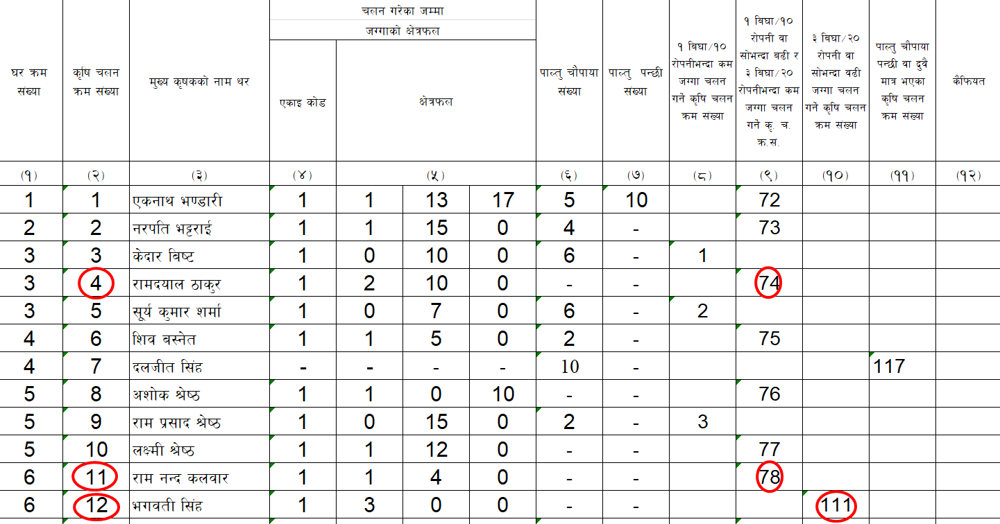 घर क्रम
संख्या
कृषि चलन
क्रम संख्या
मुख्य कृषकको नाम थर
चलन गरेका जम्मा
जग्गाको क्षेत्रफल
एकाइ कोड
क्षेत्रफल
पाल्तु चौपाया
संख्या
पाल्तु पन्छी
संख्या
१ बिघा/१०
रोपनीभन्दा कम
जग्गा चलन
गर्ने कृषि चलन
क्रम संख्या
१ बिघा/१०
रोपनी वा
सोभन्दा बढी र
३ बिघा/२०
रोपनीभन्दा कम
जग्गा चलन
गर्ने कृ. च.
क्र.सं.
३ बिघा/२०
रोपनी वा
सोभन्दा बढी
जग्गा चलन
गर्ने कृषि चलन
क्रम संख्या
पाल्तु चौपाया
पन्छी वा दुवै
मात्र भएका
कृषि चलन
क्रम संख्या
कैफियत
(१) (२) (३) (४) (५) (६) (७) (८) (९) (१०) (११) (१२)
1 1 एकनाथ भण्डारी 1 1 13 17 5 10 72
2 2 नरपति भट्टराई 1 1 15 0 4 - 73
3 3 केदार बिष्ट 1 0 10 0 6 - 1
3 4 रामदयाल ठाकुर 1 2 10 0 - - 74
3 5 सूर्य कुमार शर्मा 1 0 7 0 6 - 2
4 6 शिव बस्नेत 1 1 5 0 2 - 75
4 7 दलजीत सिंह - - - - 10 - 117
5 8 अशोक श्रेष्ठ 1 1 0 10 - - 76
5 9 राम प्रसाद श्रेष्ठ 1 0 15 0 2 - 3
5 10 लक्ष्मी श्रेष्ठ 1 1 12 0 - - 77
6 11 राम नन्द कलवार 1 1 4 0 - - 78
6 12 भगवती सिंह 1 3 0 0 - - 111